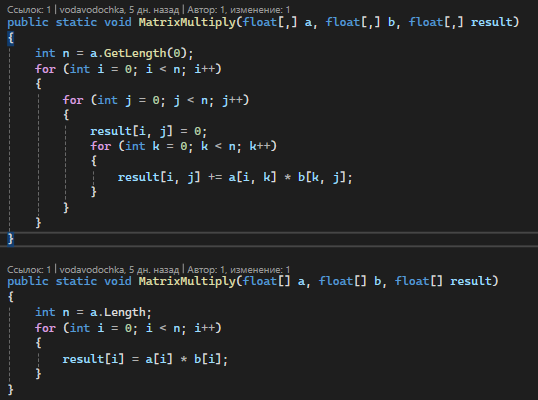 Ссылок: 1 | vodavodochka, 5 дн. назад | Автор: 1, изменение: 1
public static void MatrixMultiply(float[,] a, float[,] b, float[,] result)
{
    int n = a.GetLength(0);
    for (int i = 0; i < n; i++)
    {
        for (int j = 0; j < n; j++)
        {
            result[i, j] = 0;
            for (int k = 0; k < n; k++)
            {
                result[i, j] += a[i, k] * b[k, j];
            }
        }
    }
}
Ссылок: 1 | vodavodochka, 5 дн. назад | Автор: 1, изменение: 1
public static void MatrixMultiply(float[] a, float[] b, float[] result)
{
    int n = a.Length;
    for (int i = 0; i < n; i++)
    {
        result[i] = a[i] * b[i];
    }
}